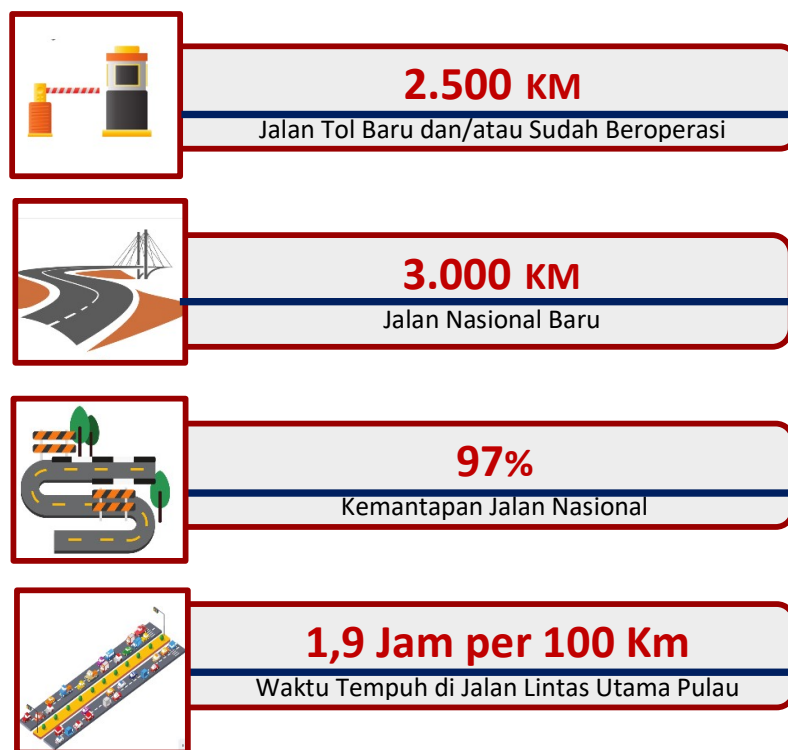 2.500 KM
Jalan Tol Baru dan/atau Sudah Beroperasi
3.000 KM
Jalan Nasional Baru
97%
Kemantapan Jalan Nasional
1,9 Jam per 100 Km
Waktu Tempuh di Jalan Lintas Utama Pulau